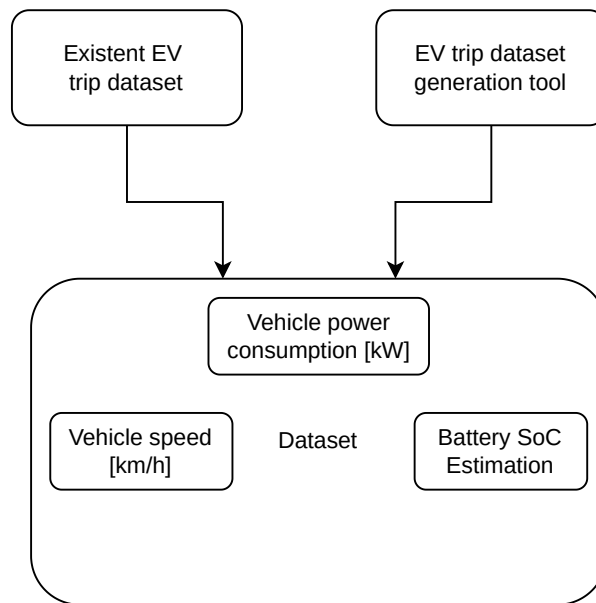 Existent EV
trip dataset
EV trip dataset
generation tool
Vehicle power
consumption [kW]
Vehicle speed
[km/h]
Dataset
Battery SoC
Estimation